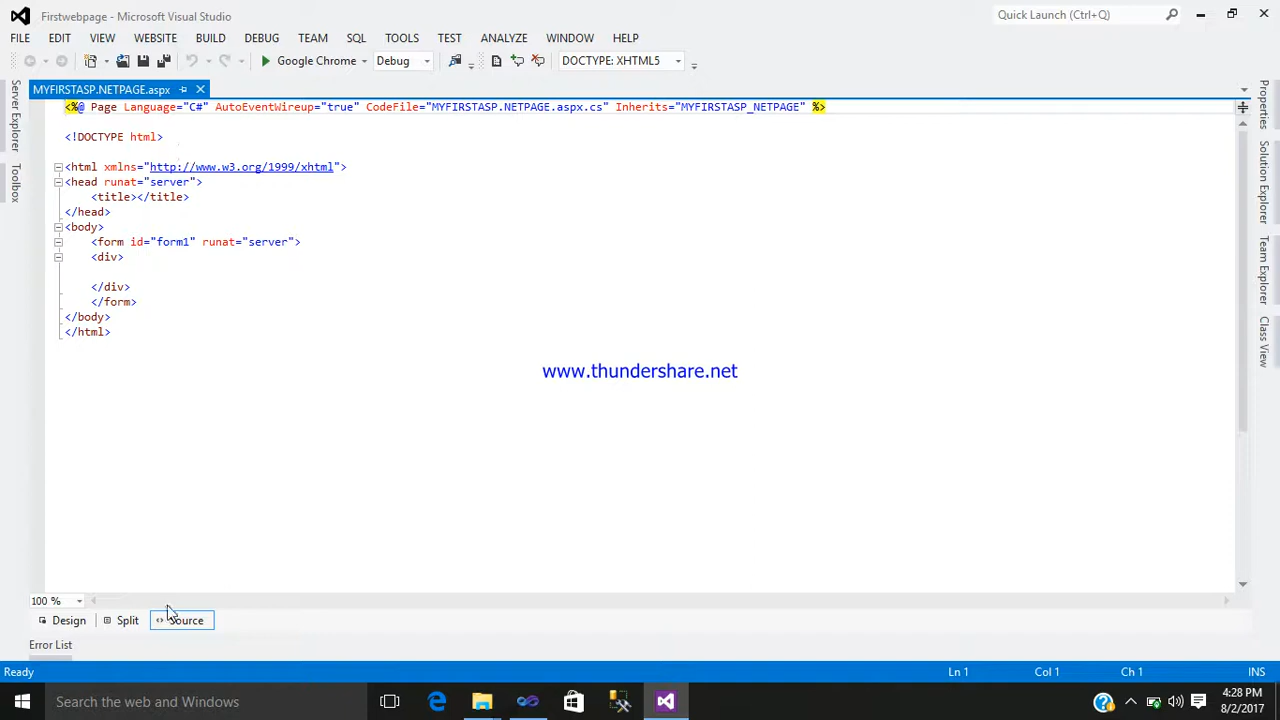 Firstwebpage - Microsoft Visual Studio
Quick Launch (Ctrl+Q)
FILE EDIT VIEW WEBSITE BUILD DEBUG TEAM SQL TOOLS TEST ANALYZE WINDOW HELP
Google Chrome Debug DOCTYPE: XHTML5
MYFIRSTASP.NETPAGE.aspx
Server Explorer
Toolbox
<%@ Page Language="C#" AutoEventWireup="true" CodeFile="MYFIRSTASP.NETPAGE.aspx.cs" Inherits="MYFIRSTASP_NETPAGE" %>
<!DOCTYPE html>
<html xmlns="http://www.w3.org/1999/xhtml">
<head runat="server">
<title></title>
</head>
<body>
<form id="form1" runat="server">
<div>
</div>
</form>
</body>
</html>
www.thundershare.net
Properties
Solution Explorer
Team Explorer
Class View
100 %
Design Split Source
Error List
Ready Ln 1 Col 1 Ch 1 INS
Search the web and Windows
4:28 PM
8/2/2017